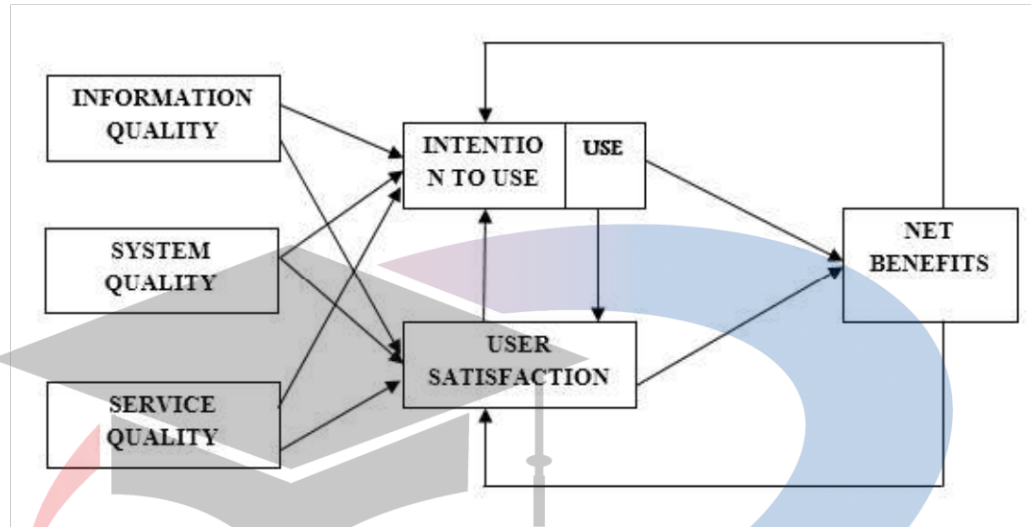 INFORMATION
QUALITY
INTENTIO
N TO USE
USE
SYSTEM
QUALITY
NET
BENEFITS
USER
SATISFACTION
SERVICE
QUALITY